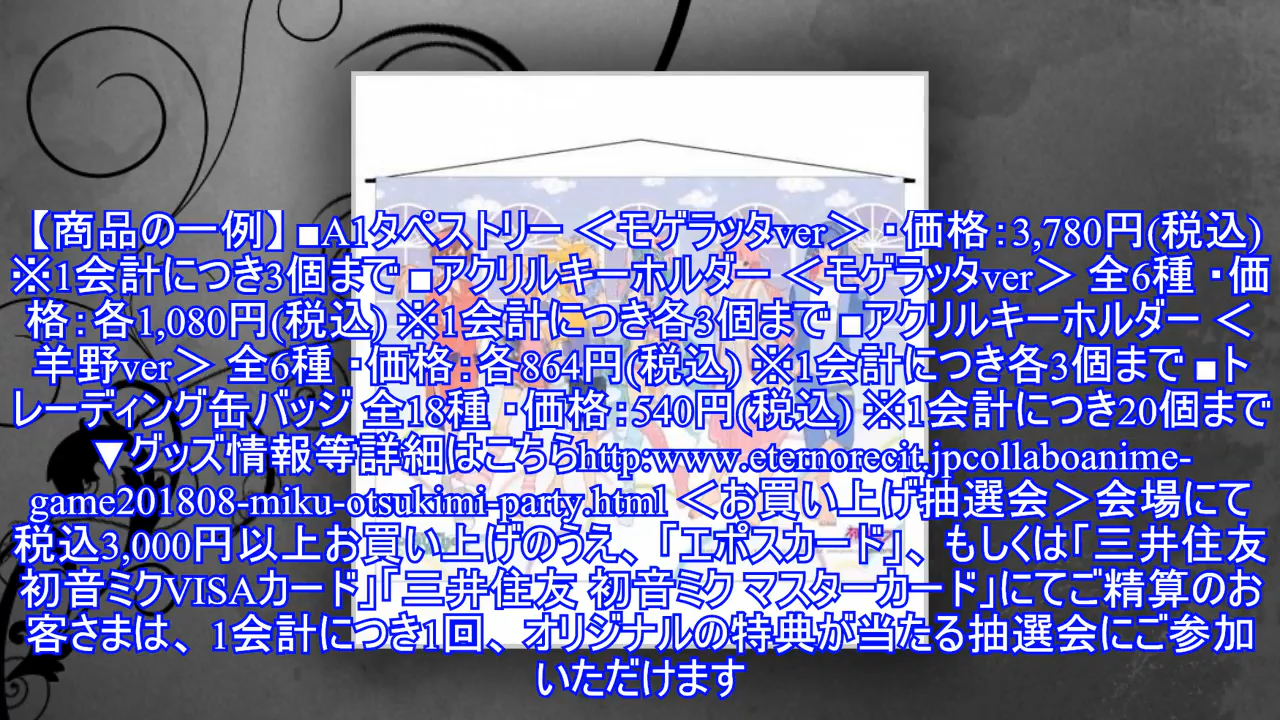 【商品の一例】 ■A1タペストリー ＜モゲラッタver＞ ・価格：3,780円(税込)
※1会計につき3個まで ■アクリルキーホルダー ＜モゲラッタver＞ 全6種 ・価
格：各1,080円(税込) ※1会計につき各3個まで ■アクリルキーホルダー ＜
羊野ver＞ 全6種 ・価格：各864円(税込) ※1会計につき各3個まで ■ト
レーディング缶バッジ 全18種 ・価格：540円(税込) ※1会計につき20個まで
▼グッズ情報等詳細はこちらhttp:www.eternorecit.jpcollaboanime-
game201808-miku-otsukimi-party.html ＜お買い上げ抽選会＞会場にて
税込3,000円以上お買い上げのうえ、「エポスカード」、もしくは「三井住友
初音ミクVISAカード」「三井住友 初音ミク マスターカード」にてご精算のお
客さまは、1会計につき1回、オリジナルの特典が当たる抽選会にご参加
いただけます